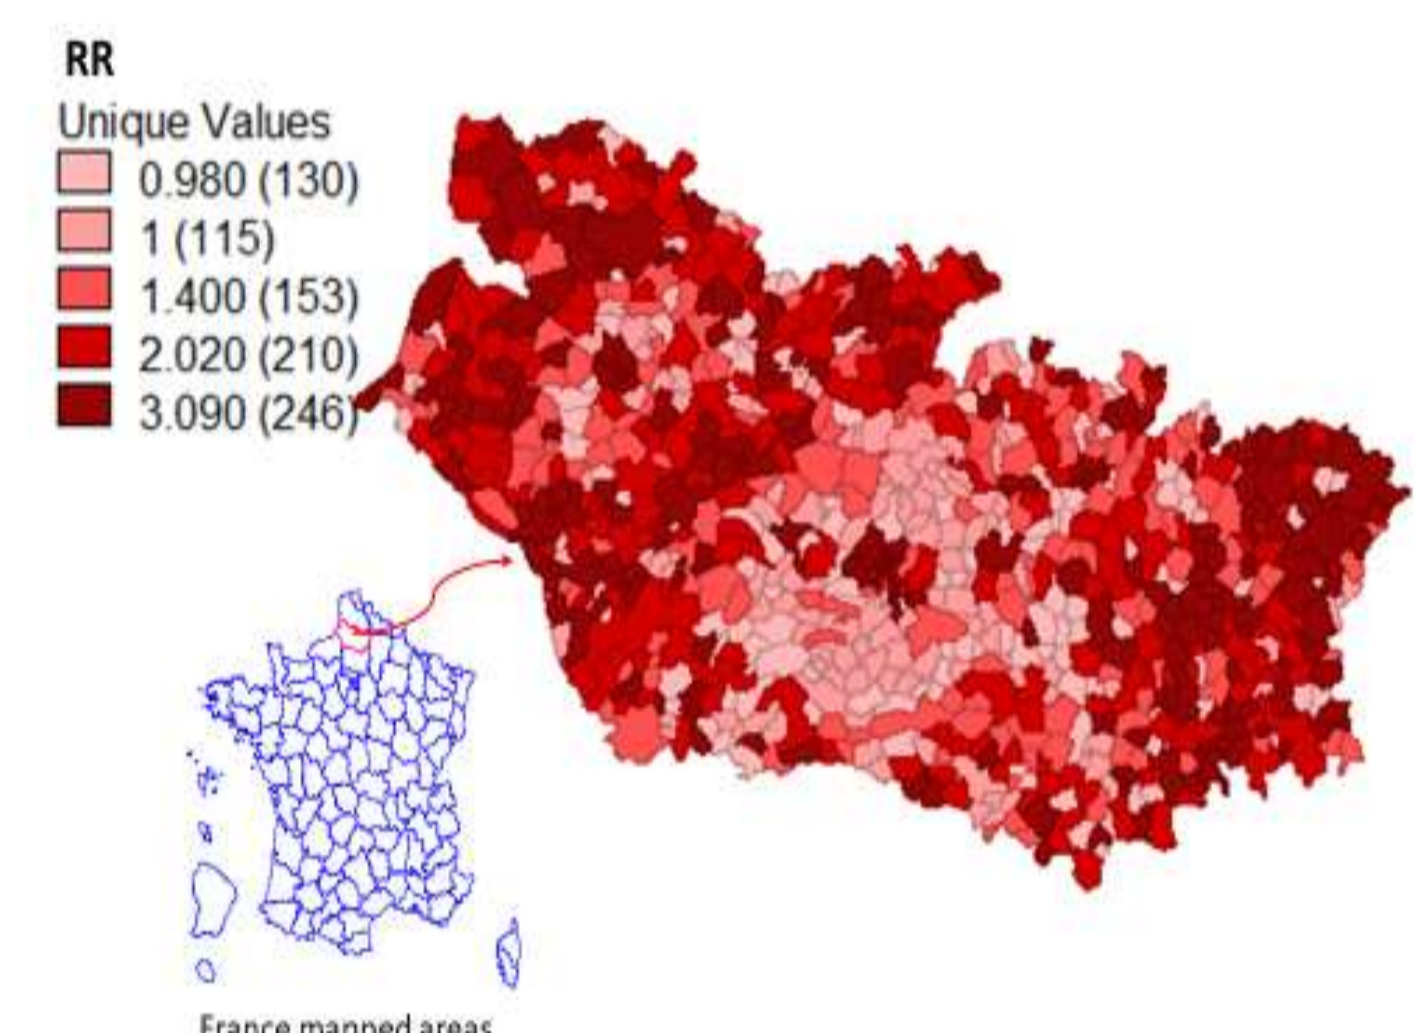 RR
Unique Values
0.980 (130)
1 (115)
1.400 (153)
2.020 (210)
3.090 (246)
France mapped areas